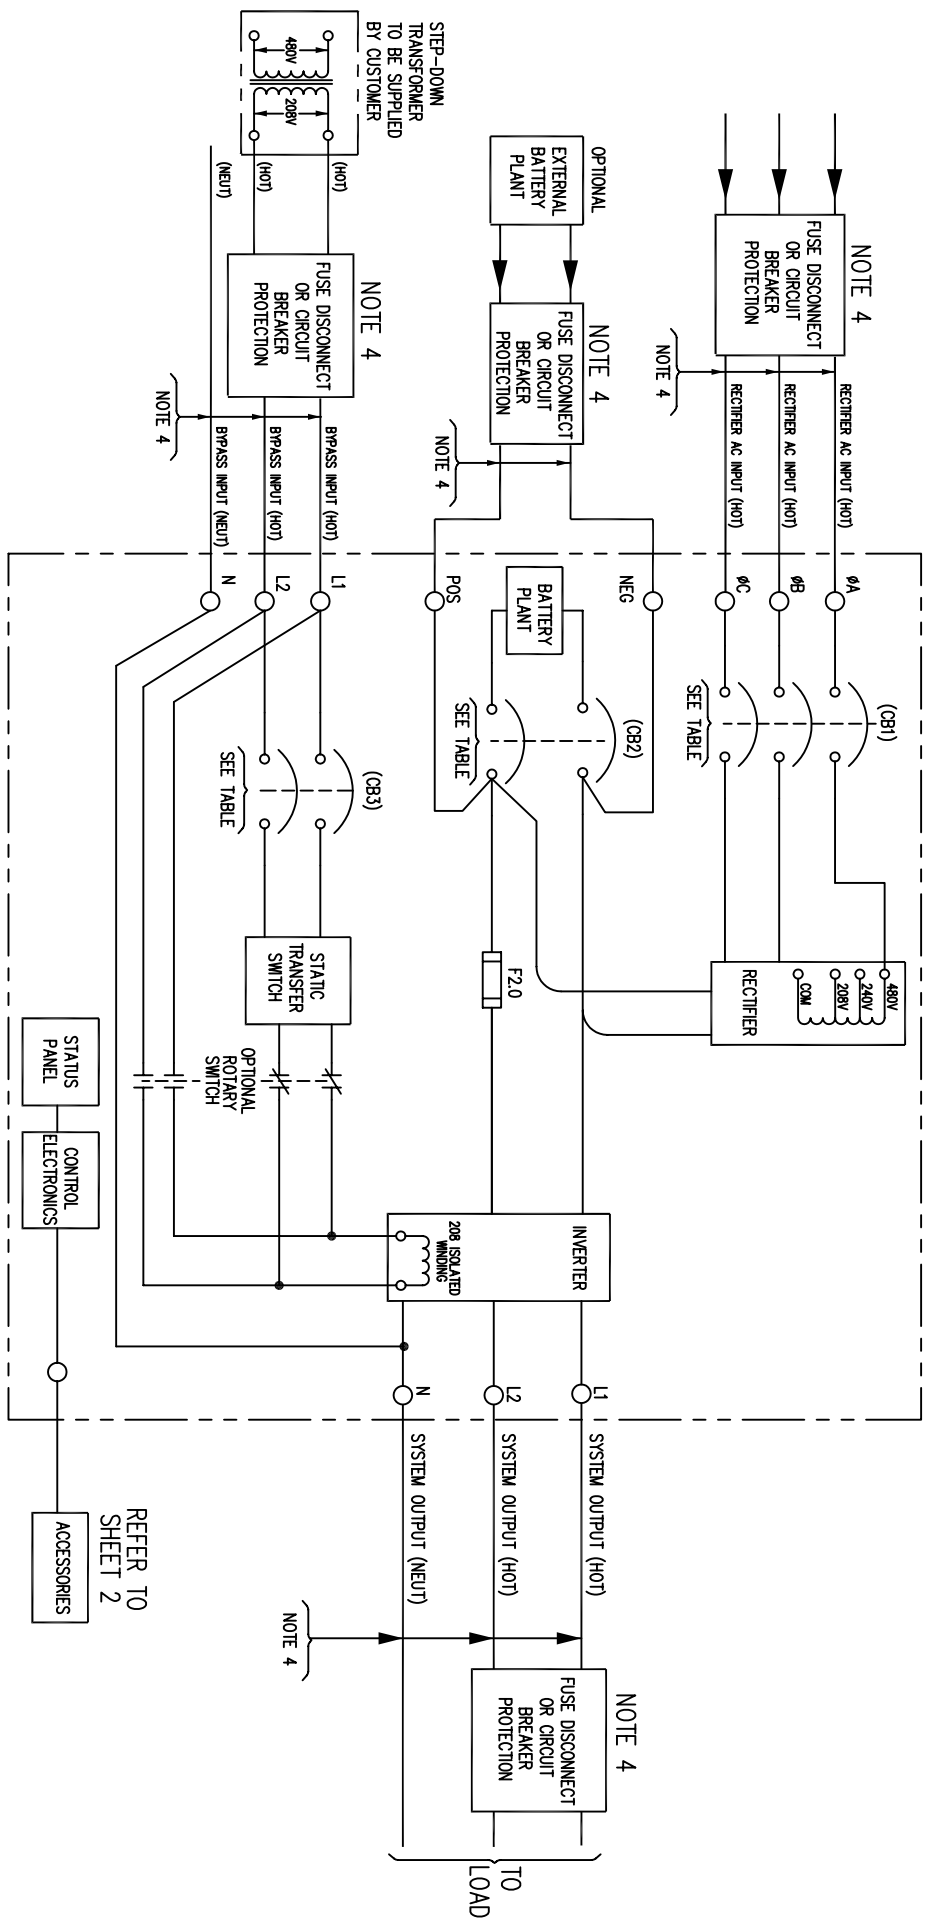 NOTE 4
FUSE DISCONNECT
OR CIRCUIT
BREAKER
PROTECTION
NOTE 4
RECTIFIER AC INPUT (HOT)
RECTIFIER AC INPUT (HOT)
RECTIFIER AC INPUT (HOT)
ØA
ØB
ØC
(CB1)
SEE TABLE
480V
240V
208V
COM
RECTIFIER
OPTIONAL
EXTERNAL
BATTERY
PLANT
NOTE 4
FUSE DISCONNECT
OR CIRCUIT
BREAKER
PROTECTION
NOTE 4
NEG
POS
BATTERY
PLANT
(CB2)
SEE TABLE
F2.0
INVERTER
208 ISOLATED
WINDING
L1
L2
N
SYSTEM OUTPUT (HOT)
SYSTEM OUTPUT (HOT)
SYSTEM OUTPUT (NEUT)
NOTE 4
NOTE 4
FUSE DISCONNECT
OR CIRCUIT
BREAKER
PROTECTION
TO
LOAD
STEP-DOWN
TRANSFORMER
TO BE SUPPLIED
BY CUSTOMER
480V
208V
(HOT)
(HOT)
(NEUT)
NOTE 4
FUSE DISCONNECT
OR CIRCUIT
BREAKER
PROTECTION
NOTE 4
BYPASS INPUT (HOT)
BYPASS INPUT (HOT)
BYPASS INPUT (NEUT)
L1
L2
N
(CB3)
SEE TABLE
STATIC
TRANSFER
SWITCH
OPTIONAL
ROTARY
SWITCH
STATUS
PANEL
CONTROL
ELECTRONICS
REFER TO
SHEET 2
ACCESSORIES